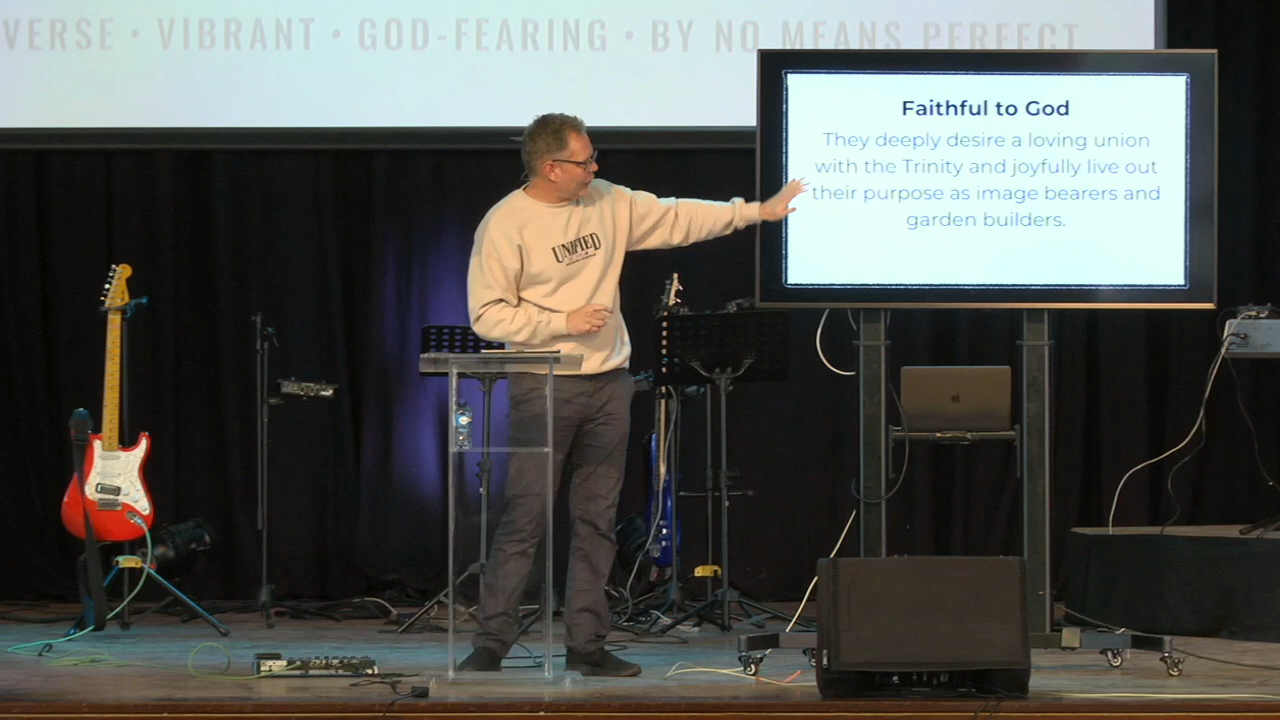 VERSE • VIBRANT • GOD-FEARING • BY NO MEANS PERFECT
Faithful to God
They deeply desire a loving union
with the Trinity and joyfully live out
their purpose as image bearers and
garden builders.
UNIFIED